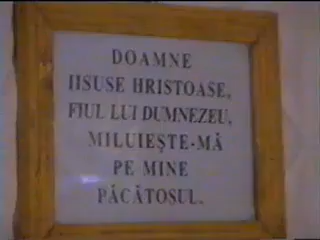 DOAMNE
IISUSE HRISTOASE,
FIUL LUI DUMNEZEU,
MILUIEȘTE-MĂ
PE MINE
PĂCĂTOSUL.